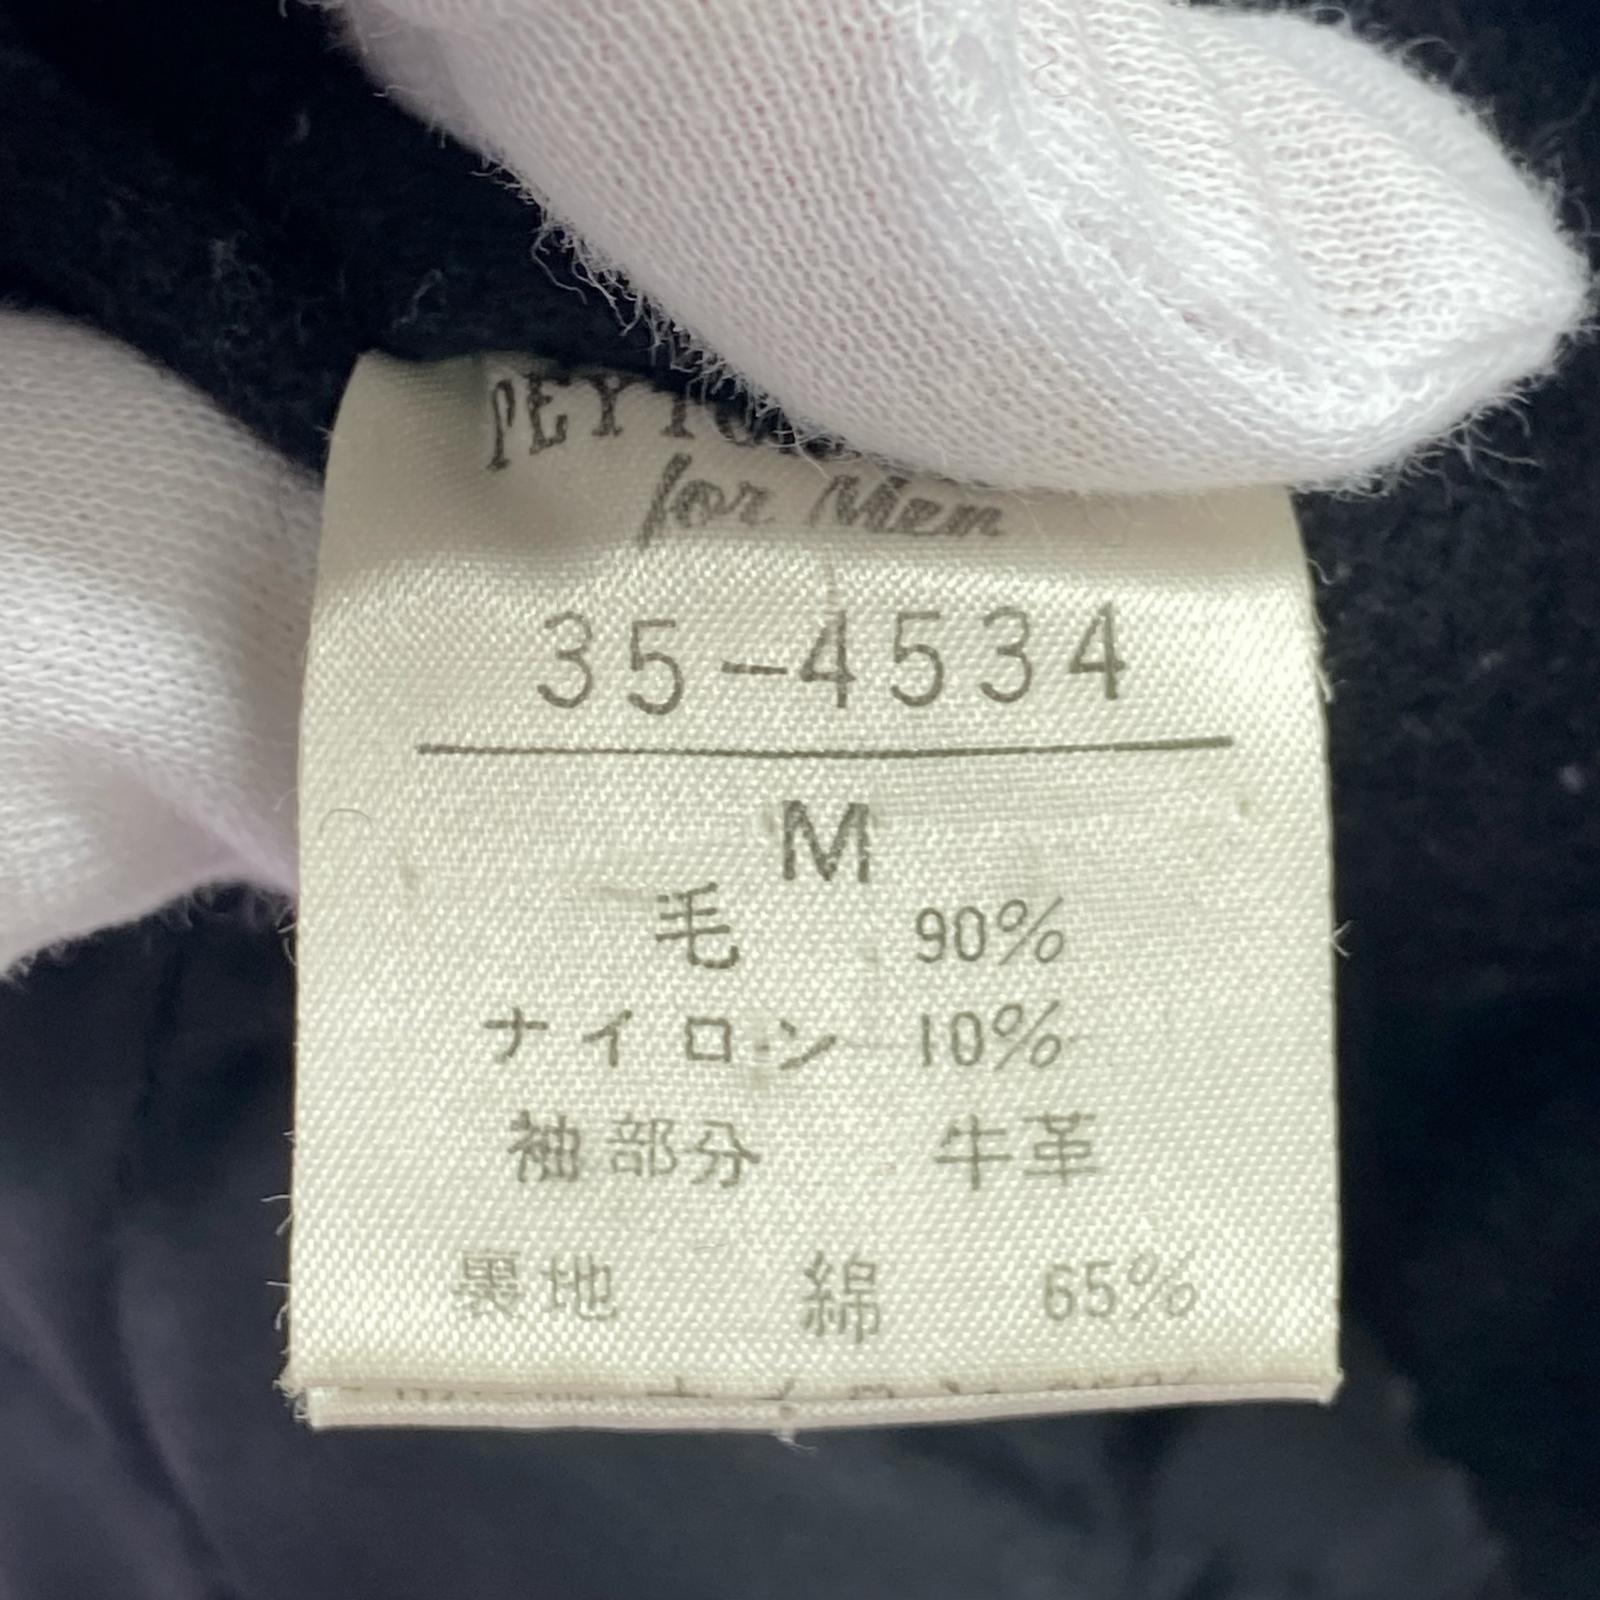 for Men
35-4534
M
毛 90%
ナイロン 10%
袖部分 牛革
裏地 綿 65%